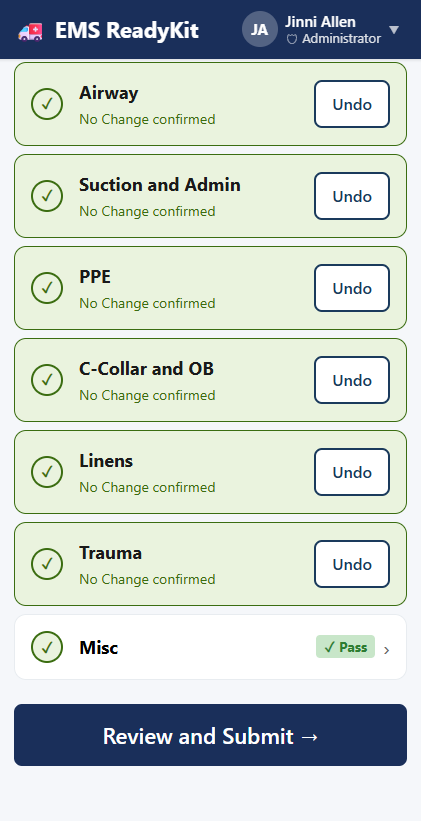 EMS ReadyKit
JA
Jinni Allen
Administrator
Airway
No Change confirmed
Undo
Suction and Admin
No Change confirmed
Undo
PPE
No Change confirmed
Undo
C-Collar and OB
No Change confirmed
Undo
Linens
No Change confirmed
Undo
Trauma
No Change confirmed
Undo
Misc
✓ Pass
Review and Submit →